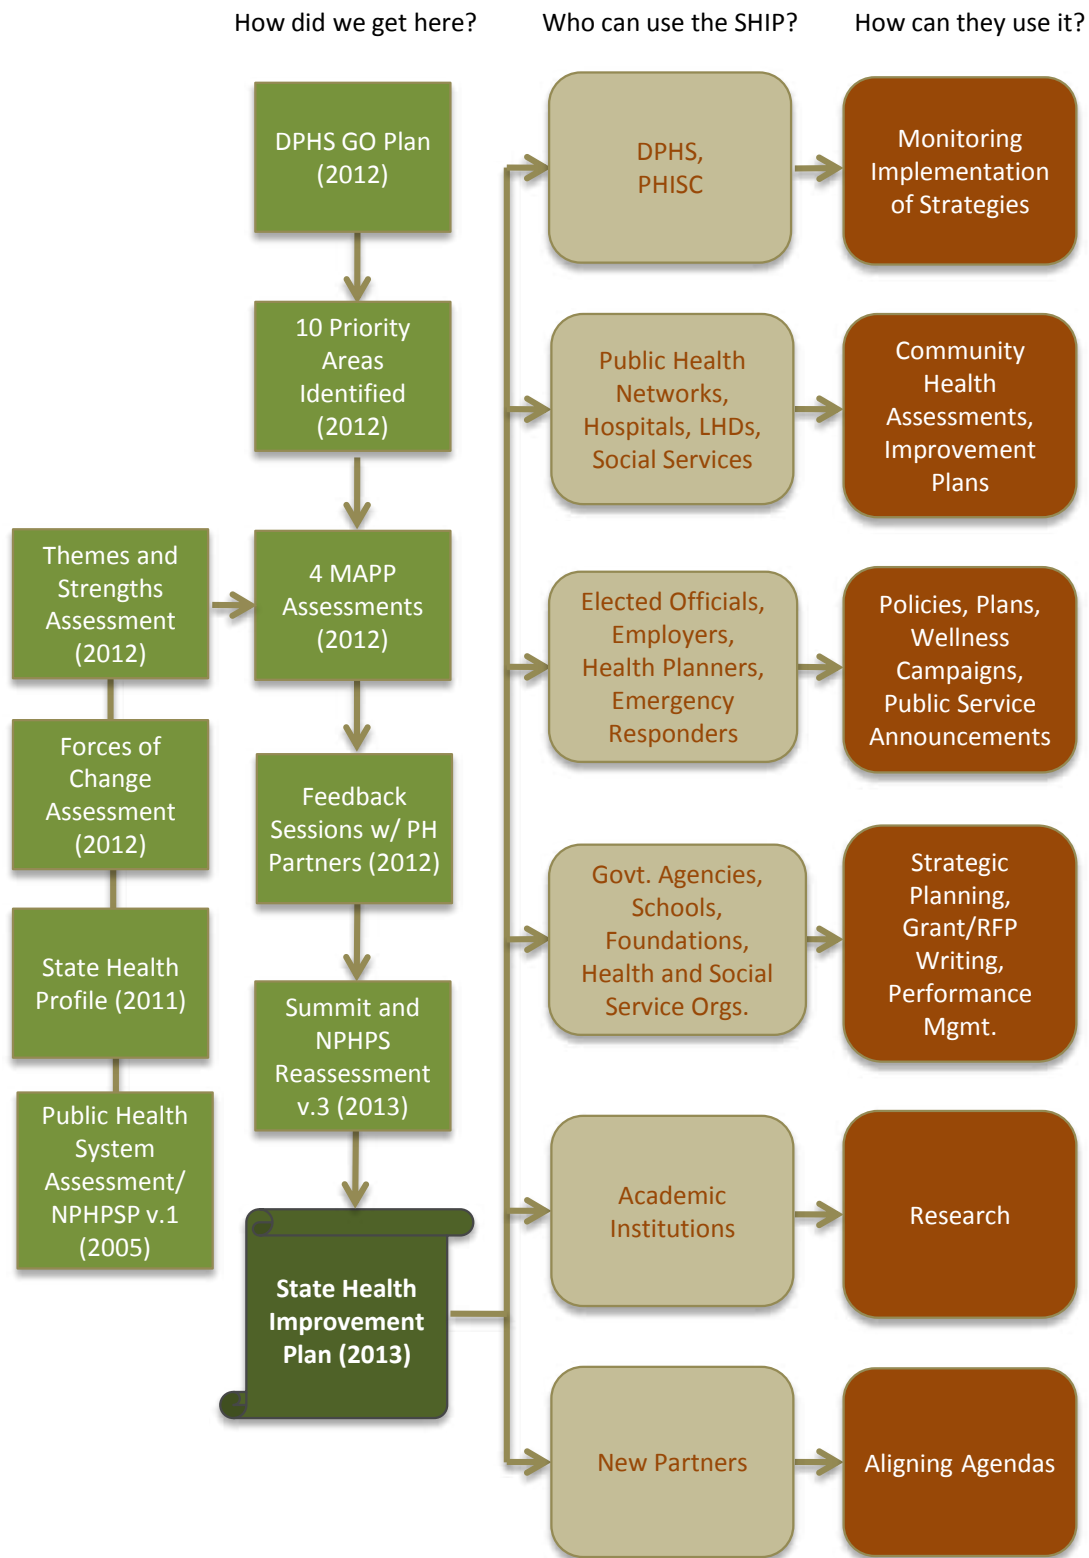 How did we get here?
Who can use the SHIP?
How can they use it?
DPHS GO Plan
(2012)
10 Priority
Areas
Identified
(2012)
4 MAPP
Assessments
(2012)
Feedback
Sessions w/ PH
Partners (2012)
Summit and
NPHPS
Reassessment
v.3 (2013)
State Health
Improvement
Plan (2013)
Themes and
Strengths
Assessment
(2012)
Forces of
Change
Assessment
(2012)
State Health
Profile (2011)
Public Health
System
Assessment/
NPHPSP v.1
(2005)
DPHS,
PHISC
Monitoring
Implementation
of Strategies
Public Health
Networks,
Hospitals, LHDs,
Social Services
Community
Health
Assessments,
Improvement
Plans
Elected Officials,
Employers,
Health Planners,
Emergency
Responders
Policies, Plans,
Wellness
Campaigns,
Public Service
Announcements
Govt. Agencies,
Schools,
Foundations,
Health and Social
Service Orgs.
Strategic
Planning,
Grant/RFP
Writing,
Performance
Mgmt.
Academic
Institutions
Research
New Partners
Aligning Agendas